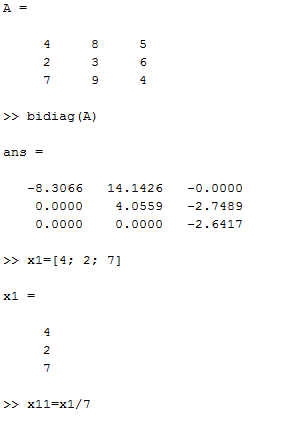 A =
4 8 5
2 3 6
7 9 4
>> bidiag(A)
ans =
-8.3066 14.1426 -0.0000
0.0000 4.0559 -2.7489
0.0000 0.0000 -2.6417
>> x1=[4; 2; 7]
x1 =
4
2
7
>> x11=x1/7